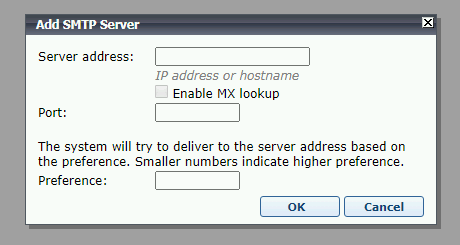 Add SMTP Server
Server address:
IP address or hostname
Enable MX lookup
Port:
The system will try to deliver to the server address based on
the preference. Smaller numbers indicate higher preference.
Preference:
OK Cancel